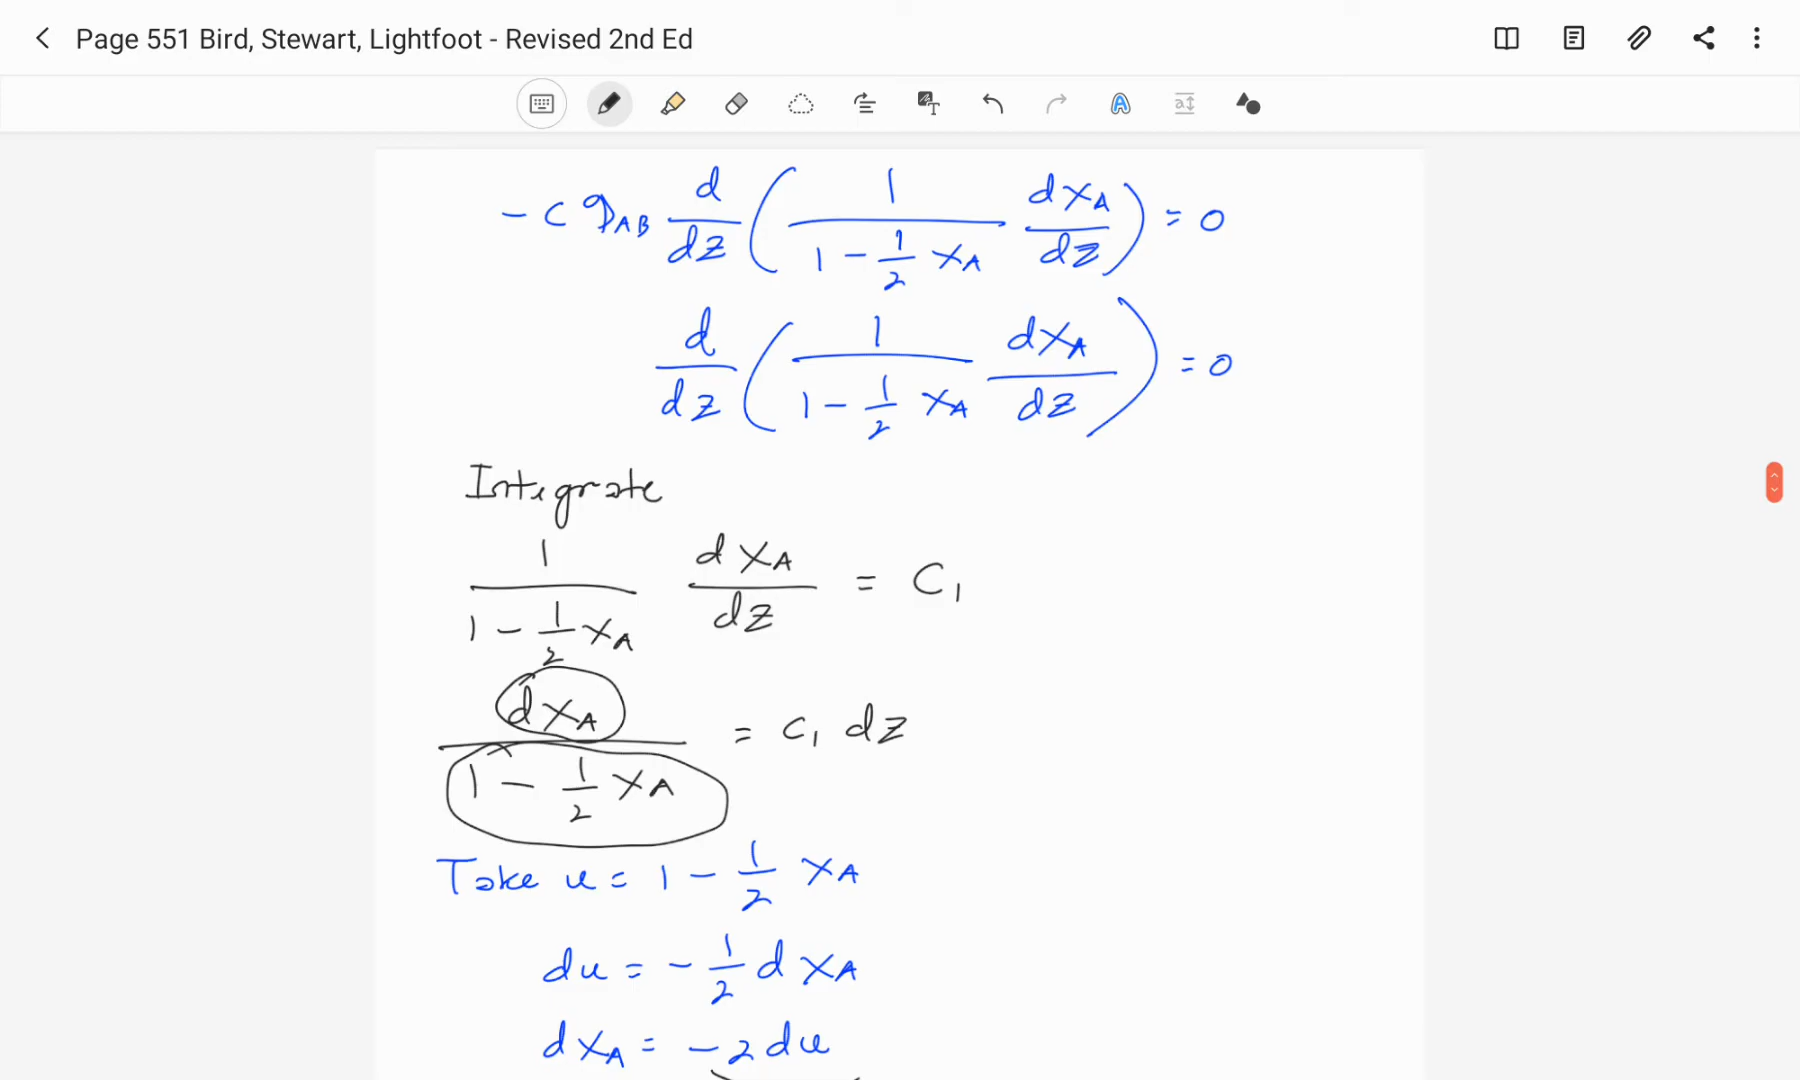 Page 551 Bird, Stewart, Lightfoot - Revised 2nd Ed
- C 𝒟AB d/dz ( 1/(1 - 1/2 xA) dxA/dz ) = 0
d/dz ( 1/(1 - 1/2 xA) dxA/dz ) = 0
Integrate
1/(1 - 1/2 xA) dxA/dz = C1
dxA/(1 - 1/2 xA) = C1 dz
Take u = 1 - 1/2 xA
du = - 1/2 dxA
dxA = - 2 du